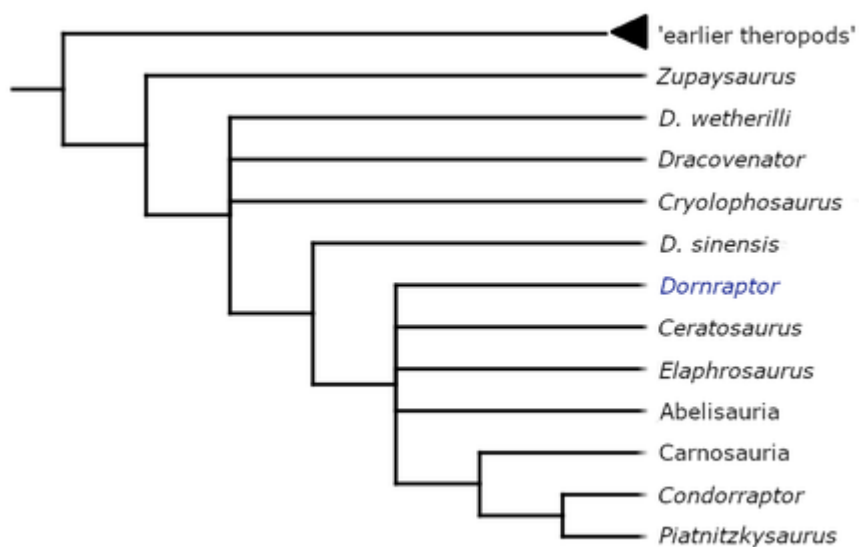 'earlier theropods'
Zupaysaurus
D. wetherilli
Dracovenator
Cryolophosaurus
D. sinensis
Dornraptor
Ceratosaurus
Elaphrosaurus
Abelisauria
Carnosauria
Condorraptor
Piatnitzkysaurus